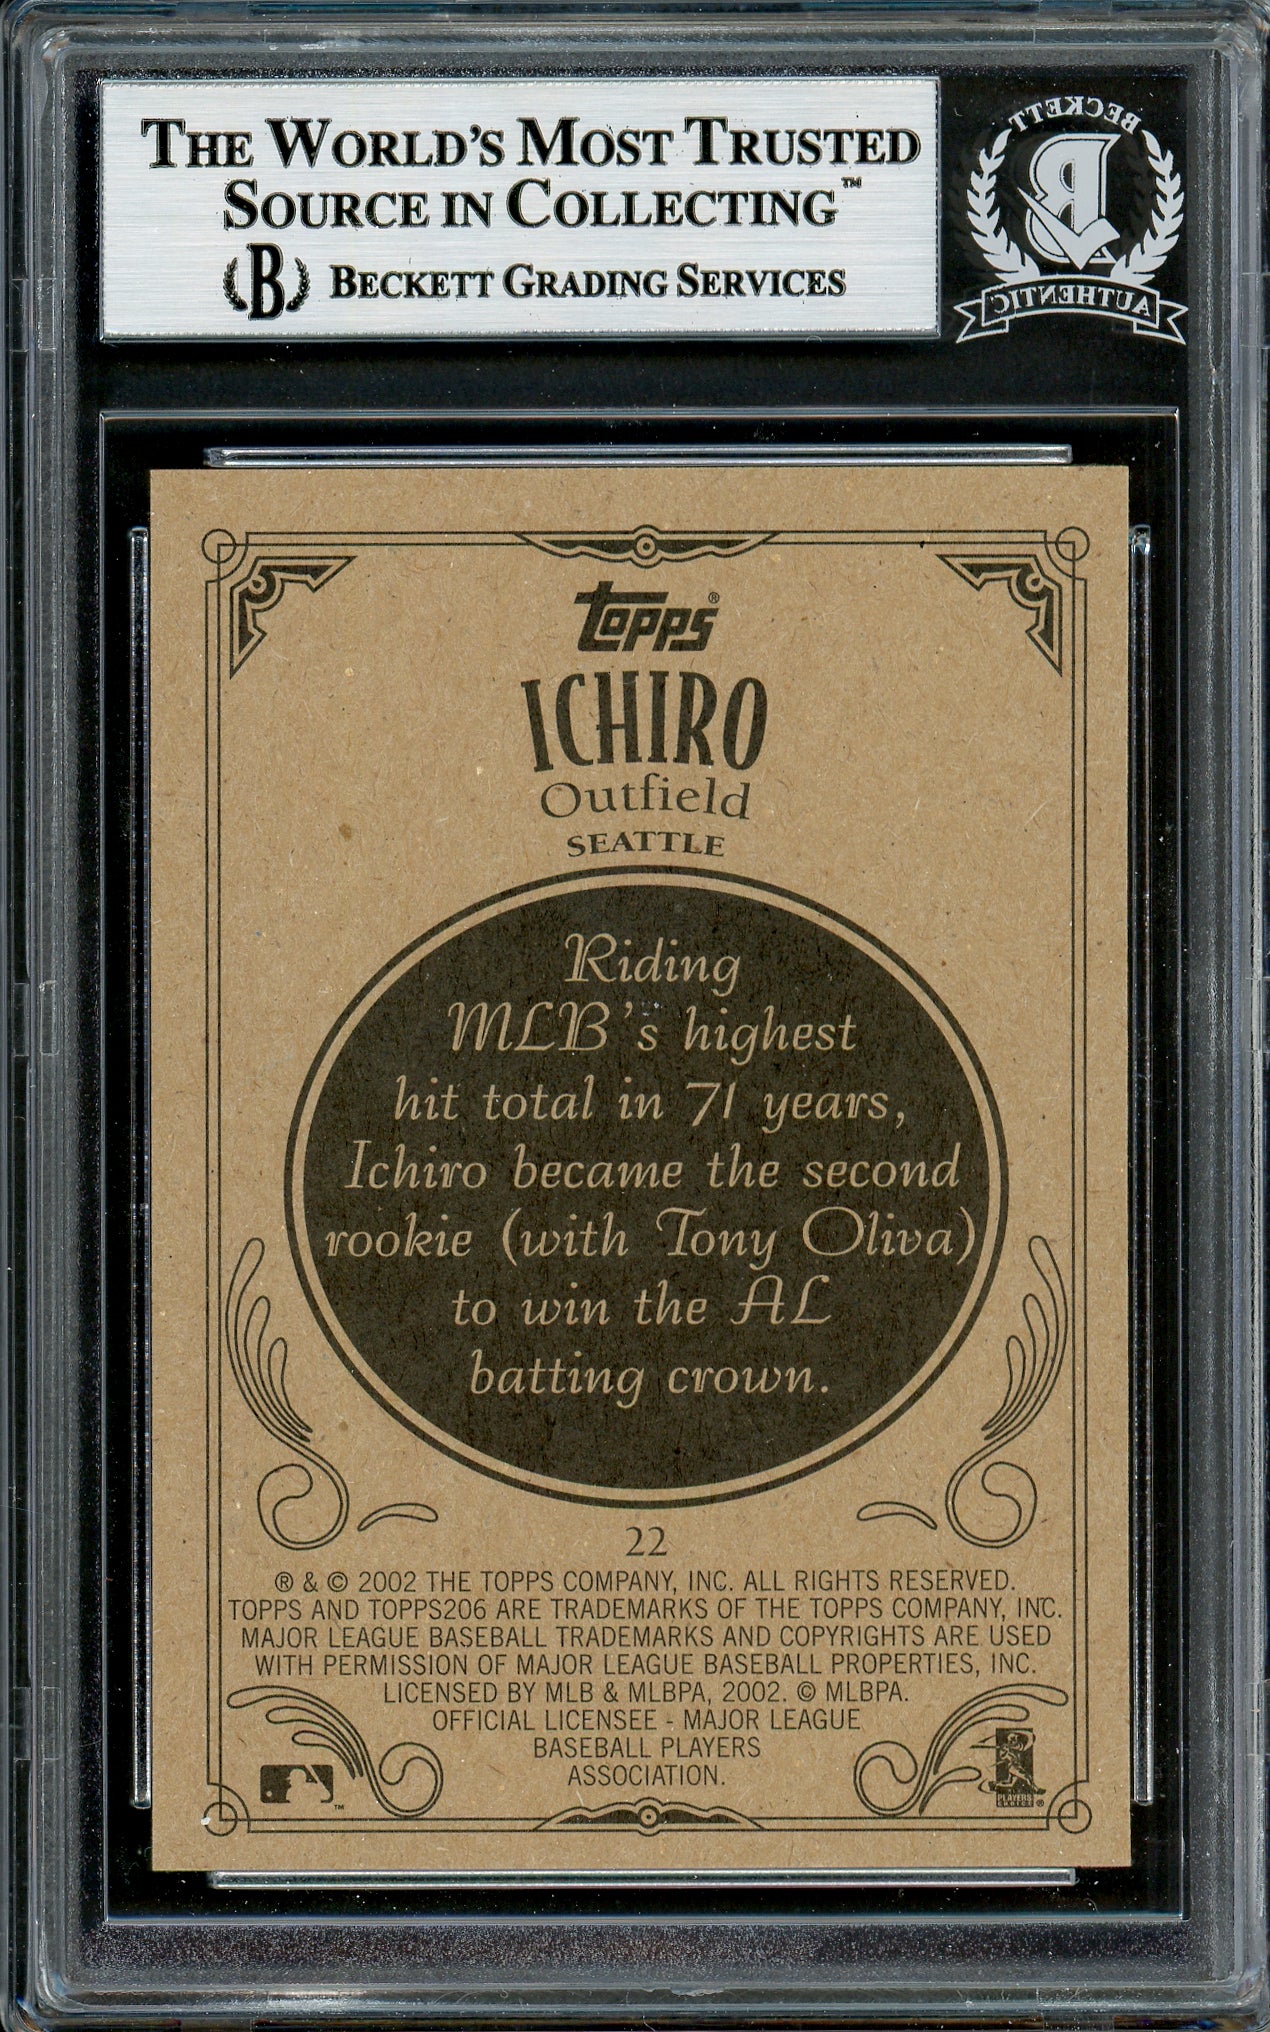 THE WORLD'S MOST TRUSTED
SOURCE IN COLLECTING™
B BECKETT GRADING SERVICES
BECKETT
B
AUTHENTIC
topps®
ICHIRO
Outfield
SEATTLE
Riding
MLB's highest
hit total in 71 years,
Ichiro became the second
rookie (with Tony Oliva)
to win the AL
batting crown.
22
® & © 2002 THE TOPPS COMPANY, INC. ALL RIGHTS RESERVED.
TOPPS AND TOPPS206 ARE TRADEMARKS OF THE TOPPS COMPANY, INC.
MAJOR LEAGUE BASEBALL TRADEMARKS AND COPYRIGHTS ARE USED
WITH PERMISSION OF MAJOR LEAGUE BASEBALL PROPERTIES, INC.
LICENSED BY MLB & MLBPA, 2002. © MLBPA.
OFFICIAL LICENSEE - MAJOR LEAGUE
BASEBALL PLAYERS
ASSOCIATION.
™
PLAYERS
CHOICE ®